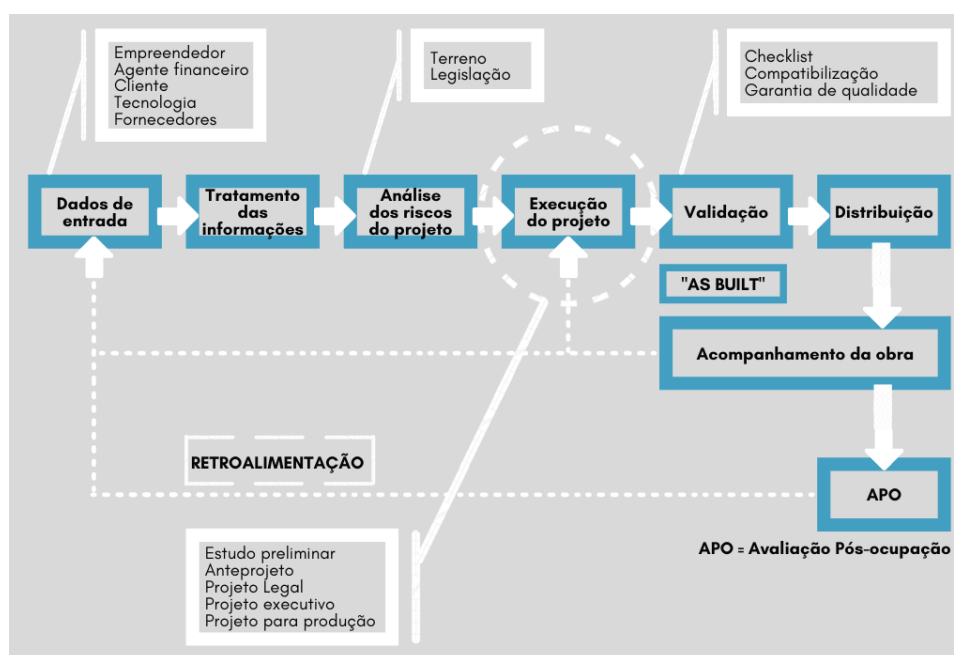 Empreendedor
Agente financeiro
Cliente
Tecnologia
Fornecedores
Terreno
Legislação
Checklist
Compatibilização
Garantia de qualidade
Dados de
entrada
Tratamento
das
informações
Análise
dos riscos
do projeto
Execução
do projeto
Validação
Distribuição
"AS BUILT"
Acompanhamento da obra
RETROALIMENTAÇÃO
APO
APO = Avaliação Pós-ocupação
Estudo preliminar
Anteprojeto
Projeto Legal
Projeto executivo
Projeto para produção